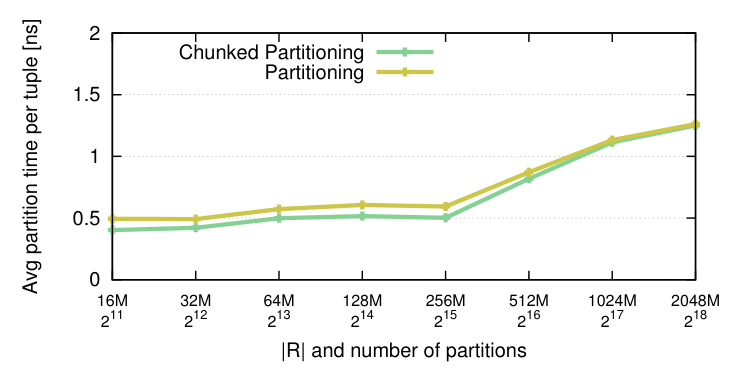 Avg partition time per tuple [ns]
2
1.5
1
0.5
0
Chunked Partitioning
Partitioning
16M 32M 64M 128M 256M 512M 1024M 2048M
2^11 2^12 2^13 2^14 2^15 2^16 2^17 2^18
|R| and number of partitions